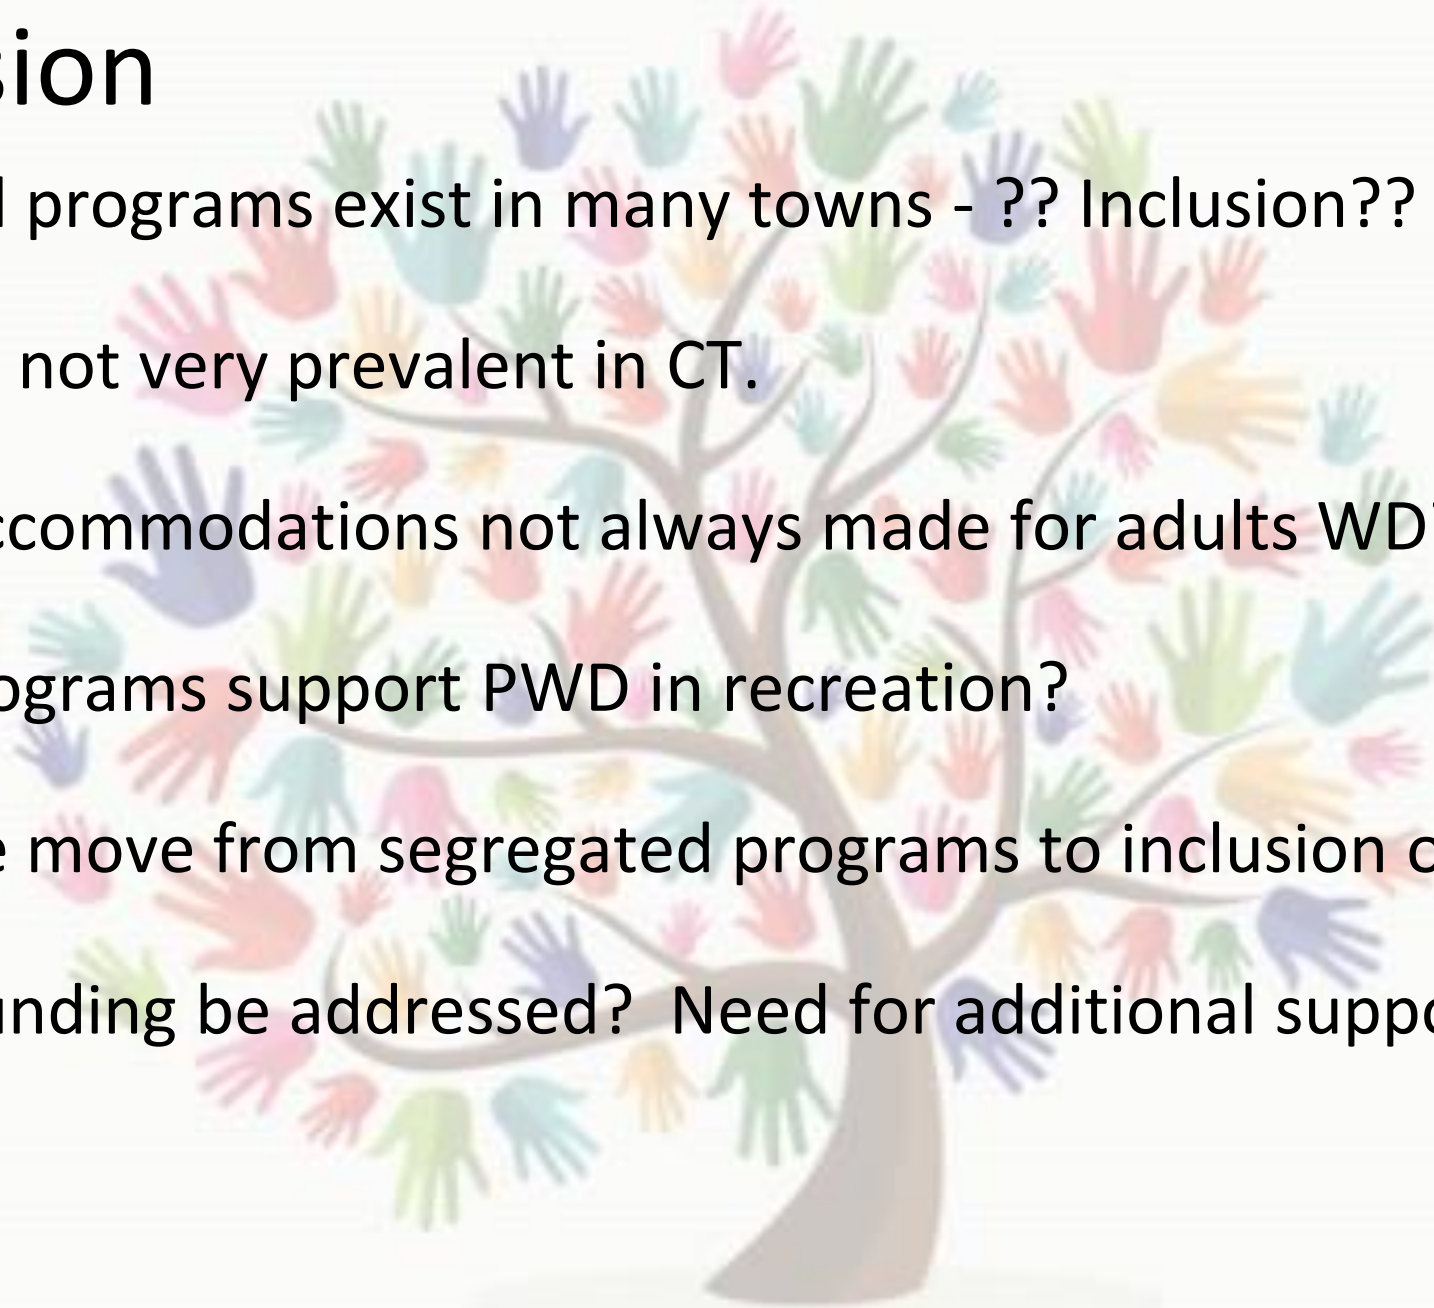 sion
programs exist in many towns - ?? Inclusion??
not very prevalent in CT.
ccommodations not always made for adults WD
ograms support PWD in recreation?
e move from segregated programs to inclusion o
unding be addressed?  Need for additional suppo